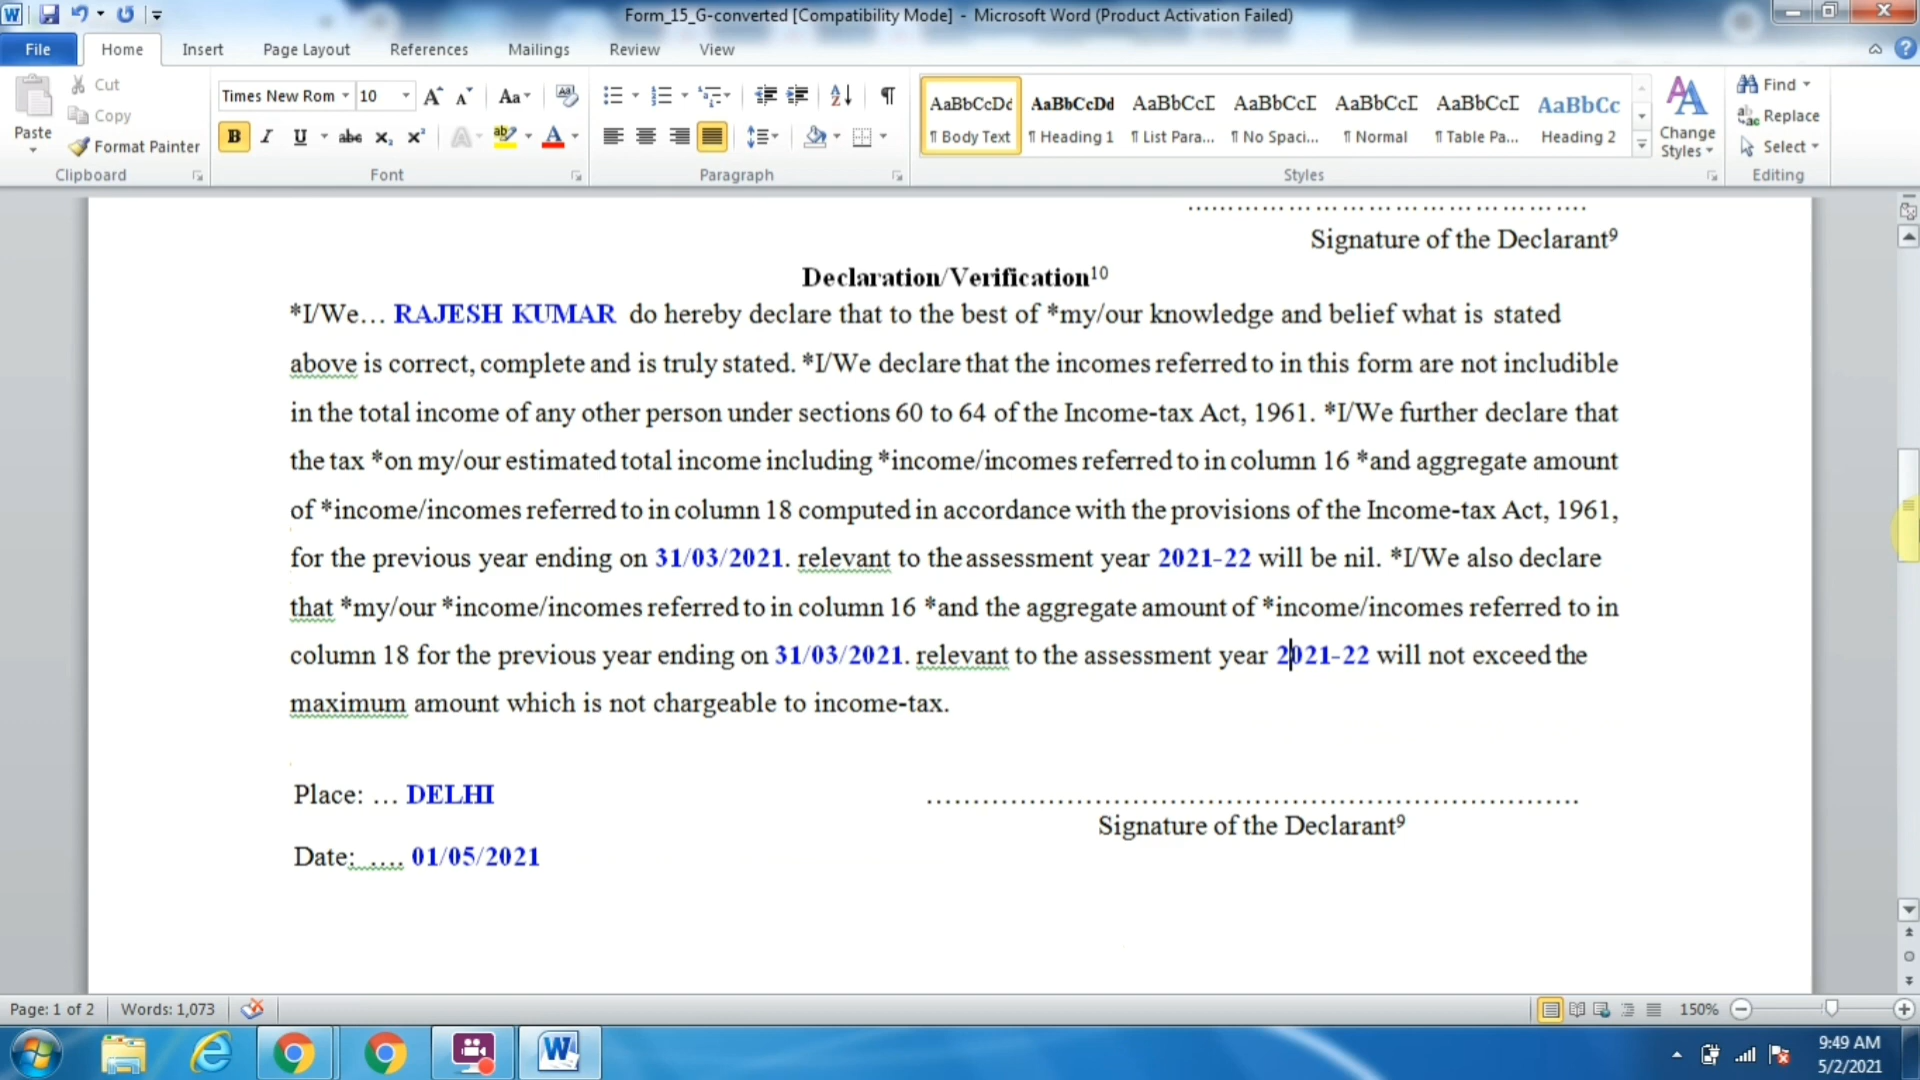 Form_15_G-converted [Compatibility Mode] - Microsoft Word (Product Activation Failed)
File Home Insert Page Layout References Mailings Review View
Paste
Cut
Copy
Format Painter
Clipboard
Times New Rom 10
Font
Paragraph
AaBbCcDd AaBbCcDd AaBbCcI AaBbCcI AaBbCcI AaBbCcI AaBbCc
¶ Body Text ¶ Heading 1 ¶ List Para... ¶ No Spaci... ¶ Normal ¶ Table Pa... Heading 2
Change Styles
Styles
Find
Replace
Select
Editing
Signature of the Declarant⁹
Declaration/Verification¹⁰
*I/We… RAJESH KUMAR do hereby declare that to the best of *my/our knowledge and belief what is stated
above is correct, complete and is truly stated. *I/We declare that the incomes referred to in this form are not includible
in the total income of any other person under sections 60 to 64 of the Income-tax Act, 1961. *I/We further declare that
the tax *on my/our estimated total income including *income/incomes referred to in column 16 *and aggregate amount
of *income/incomes referred to in column 18 computed in accordance with the provisions of the Income-tax Act, 1961,
for the previous year ending on 31/03/2021. relevant to the assessment year 2021-22 will be nil. *I/We also declare
that *my/our *income/incomes referred to in column 16 *and the aggregate amount of *income/incomes referred to in
column 18 for the previous year ending on 31/03/2021. relevant to the assessment year 2021-22 will not exceed the
maximum amount which is not chargeable to income-tax.
Place: … DELHI
Signature of the Declarant⁹
Date: …. 01/05/2021
Page: 1 of 2 Words: 1,073 150%
9:49 AM
5/2/2021